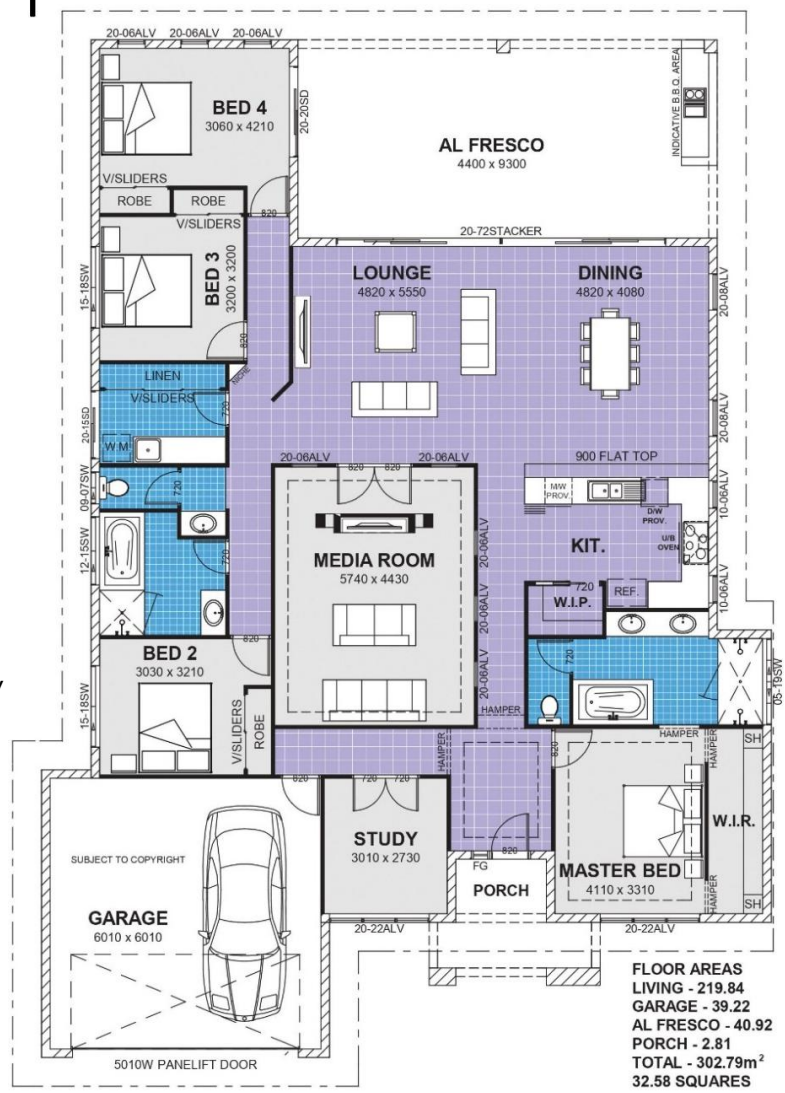 20-06ALV 20-06ALV 20-06ALV
BED 4
3060 x 4210
20-20SD
INDICATIVE B.B.Q. AREA
AL FRESCO
4400 x 9300
V/SLIDERS
ROBE
ROBE
V/SLIDERS
820
20-72STACKER
BED 3
3200 x 3200
15-18SW
820
LOUNGE
4820 x 5550
DINING
4820 x 4080
20-08ALV
NICHE
LINEN
V/SLIDERS
720
20-15SD
W M
20-08ALV
20-06ALV
820 820
20-06ALV
900 FLAT TOP
09-07SW
720
M/W
PROV.
D/W
PROV.
10-06ALV
12-15SW
720
MEDIA ROOM
5740 x 4430
20-06ALV
KIT.
U/B
OVEN
720
W.I.P.
REF.
10-06ALV
20-06ALV
820
BED 2
3030 x 3210
15-18SW
V/SLIDERS
ROBE
20-06ALV
720
05-19SW
HAMPER
HAMPER
HAMPER
HAMPER
SH
820
820
720 720
STUDY
3010 x 2730
W.I.R.
820
FG
PORCH
MASTER BED
4110 x 3310
HAMPER
SH
SUBJECT TO COPYRIGHT
GARAGE
6010 x 6010
20-22ALV
20-22ALV
5010W PANELIFT DOOR
FLOOR AREAS
LIVING - 219.84
GARAGE - 39.22
AL FRESCO - 40.92
PORCH - 2.81
TOTAL - 302.79m²
32.58 SQUARES